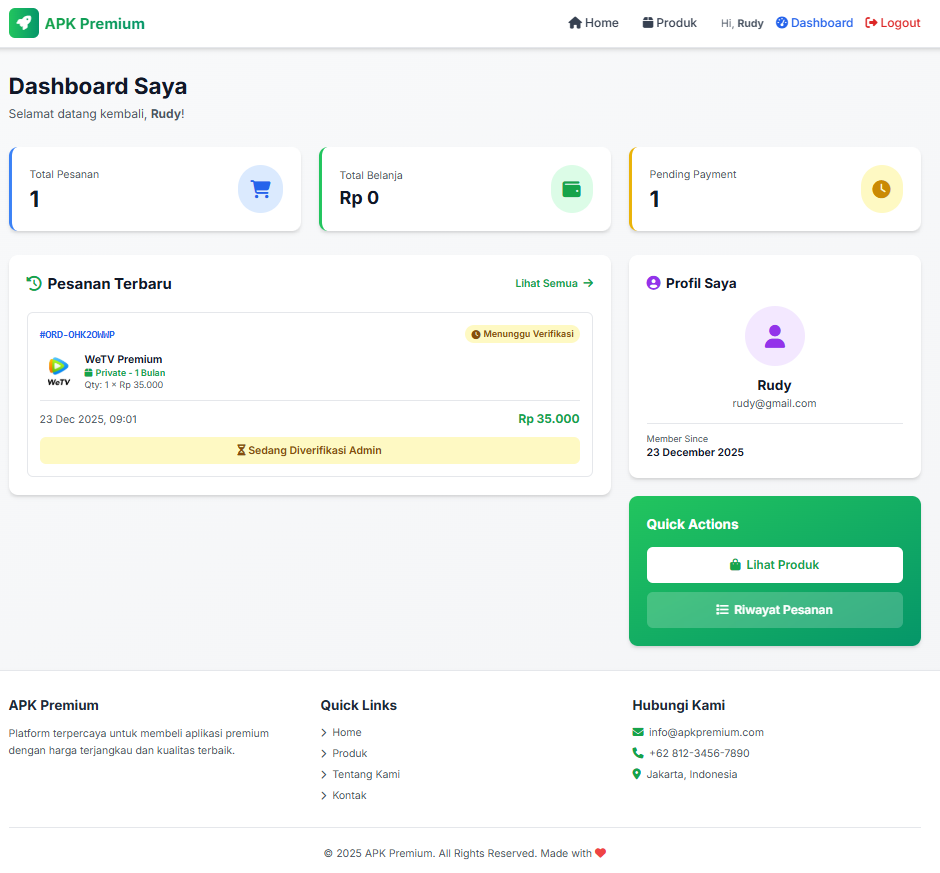 APK Premium
Home Produk Hi, Rudy Dashboard Logout
Dashboard Saya
Selamat datang kembali, Rudy!
Total Pesanan
1
Total Belanja
Rp 0
Pending Payment
1
Pesanan Terbaru
Lihat Semua
#ORD-OHK2OWWP
Menunggu Verifikasi
WeTV
WeTV Premium
Private - 1 Bulan
Qty: 1 × Rp 35.000
23 Dec 2025, 09:01
Rp 35.000
Sedang Diverifikasi Admin
Profil Saya
Rudy
rudy@gmail.com
Member Since
23 December 2025
Quick Actions
Lihat Produk
Riwayat Pesanan
APK Premium
Platform terpercaya untuk membeli aplikasi premium
dengan harga terjangkau dan kualitas terbaik.
Quick Links
Home
Produk
Tentang Kami
Kontak
Hubungi Kami
info@apkpremium.com
+62 812-3456-7890
Jakarta, Indonesia
© 2025 APK Premium. All Rights Reserved. Made with